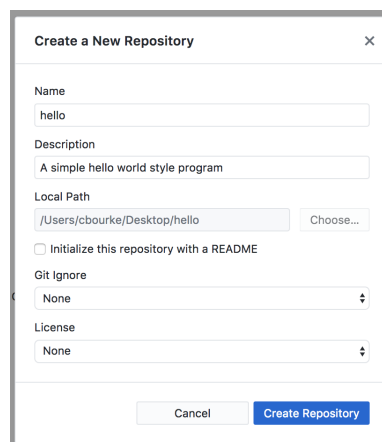 Create a New Repository
Name
hello
Description
A simple hello world style program
Local Path
/Users/cbourke/Desktop/hello
Choose...
Initialize this repository with a README
Git Ignore
None
License
None
Cancel
Create Repository